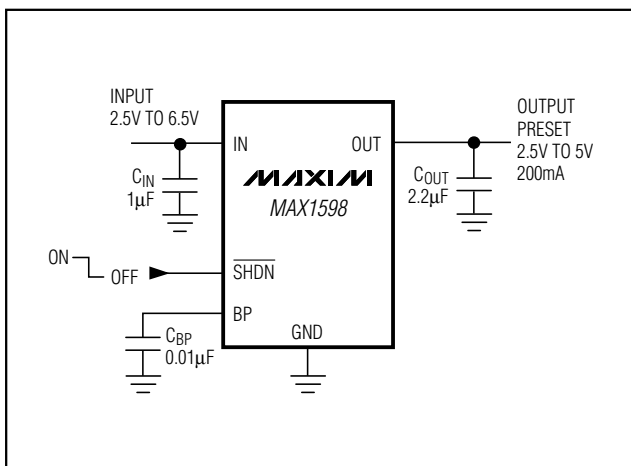 INPUT
2.5V TO 6.5V
IN
OUT
OUTPUT
PRESET
2.5V TO 5V
200mA
CIN
1µF
MAXIM
MAX1598
COUT
2.2µF
ON
OFF
SHDN
BP
GND
CBP
0.01µF